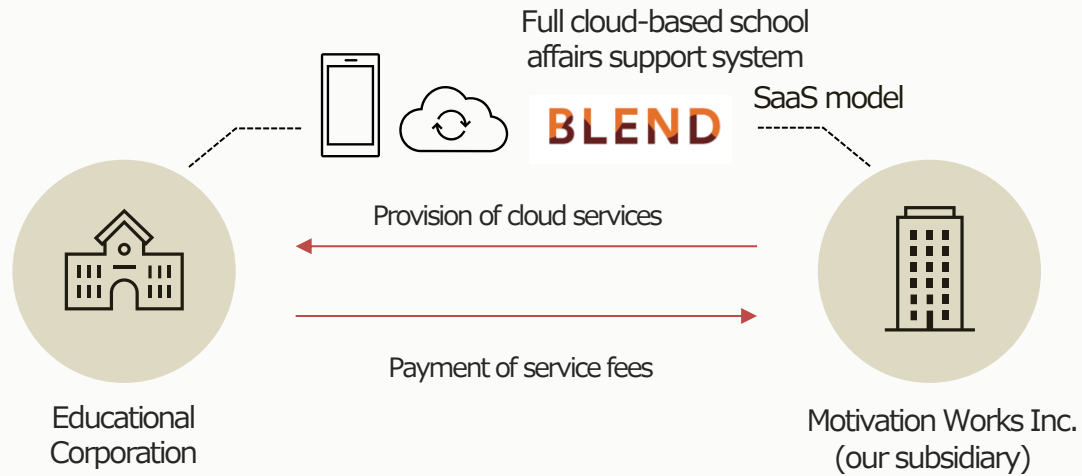 Full cloud-based school
affairs support system
SaaS model
BLEND
Provision of cloud services
Payment of service fees
Educational
Corporation
Motivation Works Inc.
(our subsidiary)